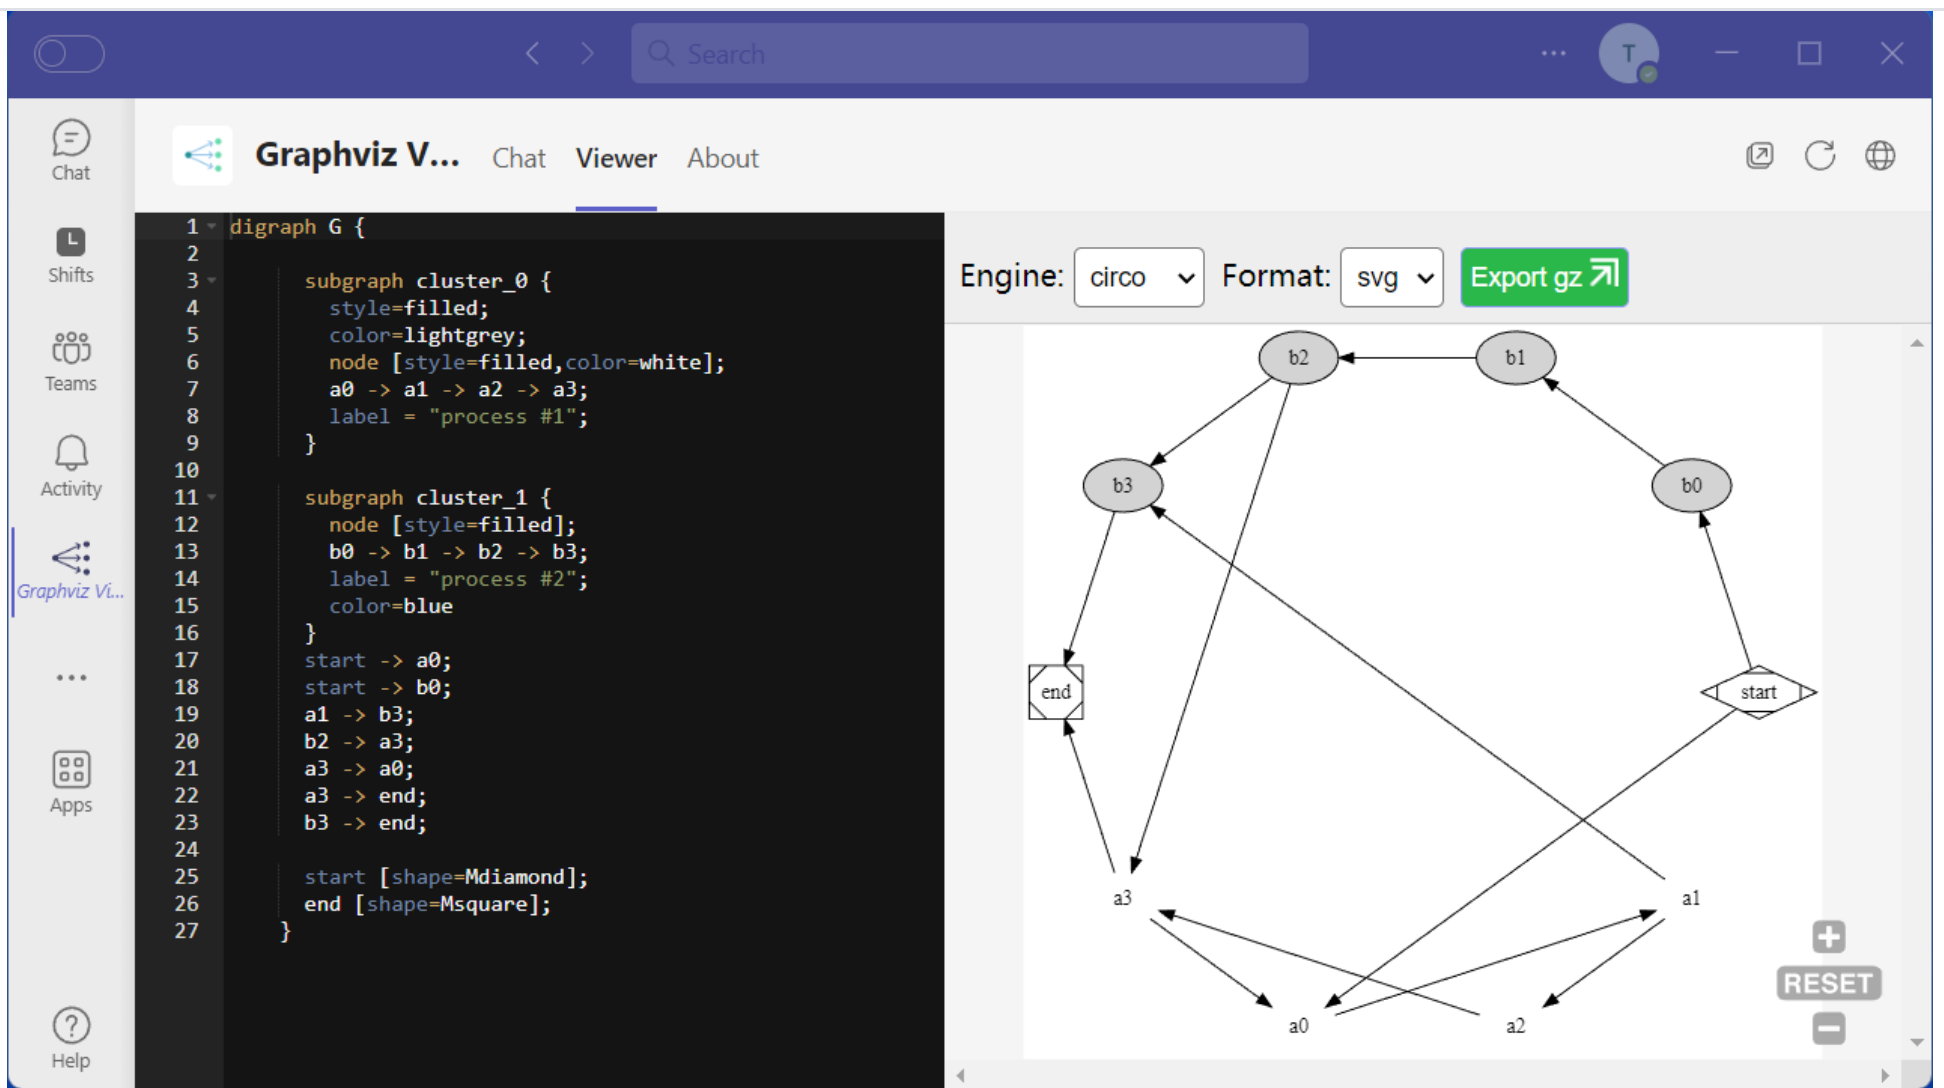 Search
T
Chat
Shifts
Teams
Activity
Graphviz Vi...
Apps
Help
Graphviz V... Chat Viewer About
1 digraph G {
2
3 subgraph cluster_0 {
4 style=filled;
5 color=lightgrey;
6 node [style=filled,color=white];
7 a0 -> a1 -> a2 -> a3;
8 label = "process #1";
9 }
10
11 subgraph cluster_1 {
12 node [style=filled];
13 b0 -> b1 -> b2 -> b3;
14 label = "process #2";
15 color=blue
16 }
17 start -> a0;
18 start -> b0;
19 a1 -> b3;
20 b2 -> a3;
21 a3 -> a0;
22 a3 -> end;
23 b3 -> end;
24
25 start [shape=Mdiamond];
26 end [shape=Msquare];
27 }
Engine: circo Format: svg Export gz
b2 b1
b3 b0
end start
a3 a1
a0 a2
RESET